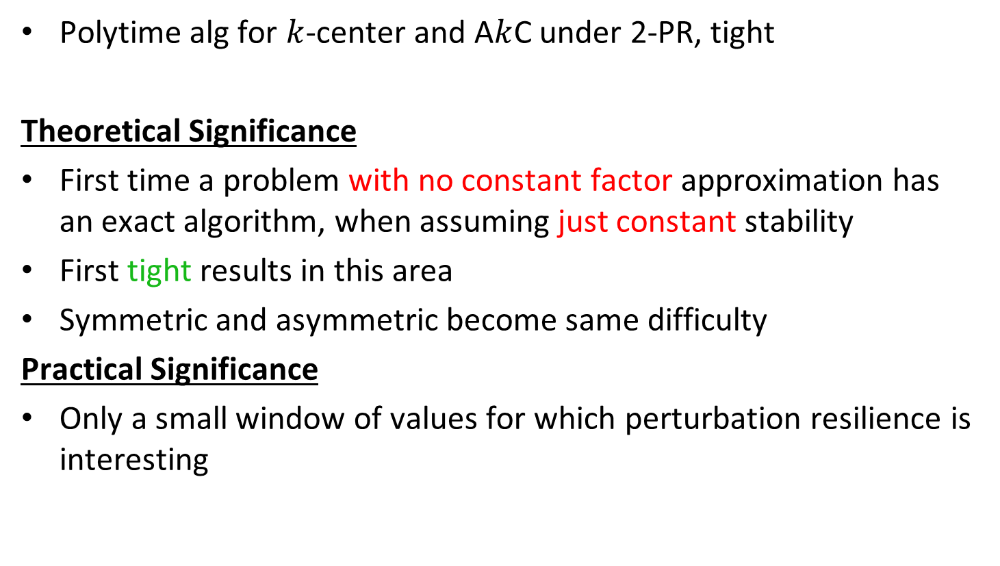 • Polytime alg for k-center and AkC under 2-PR, tight
Theoretical Significance
• First time a problem with no constant factor approximation has
an exact algorithm, when assuming just constant stability
• First tight results in this area
• Symmetric and asymmetric become same difficulty
Practical Significance
• Only a small window of values for which perturbation resilience is
interesting